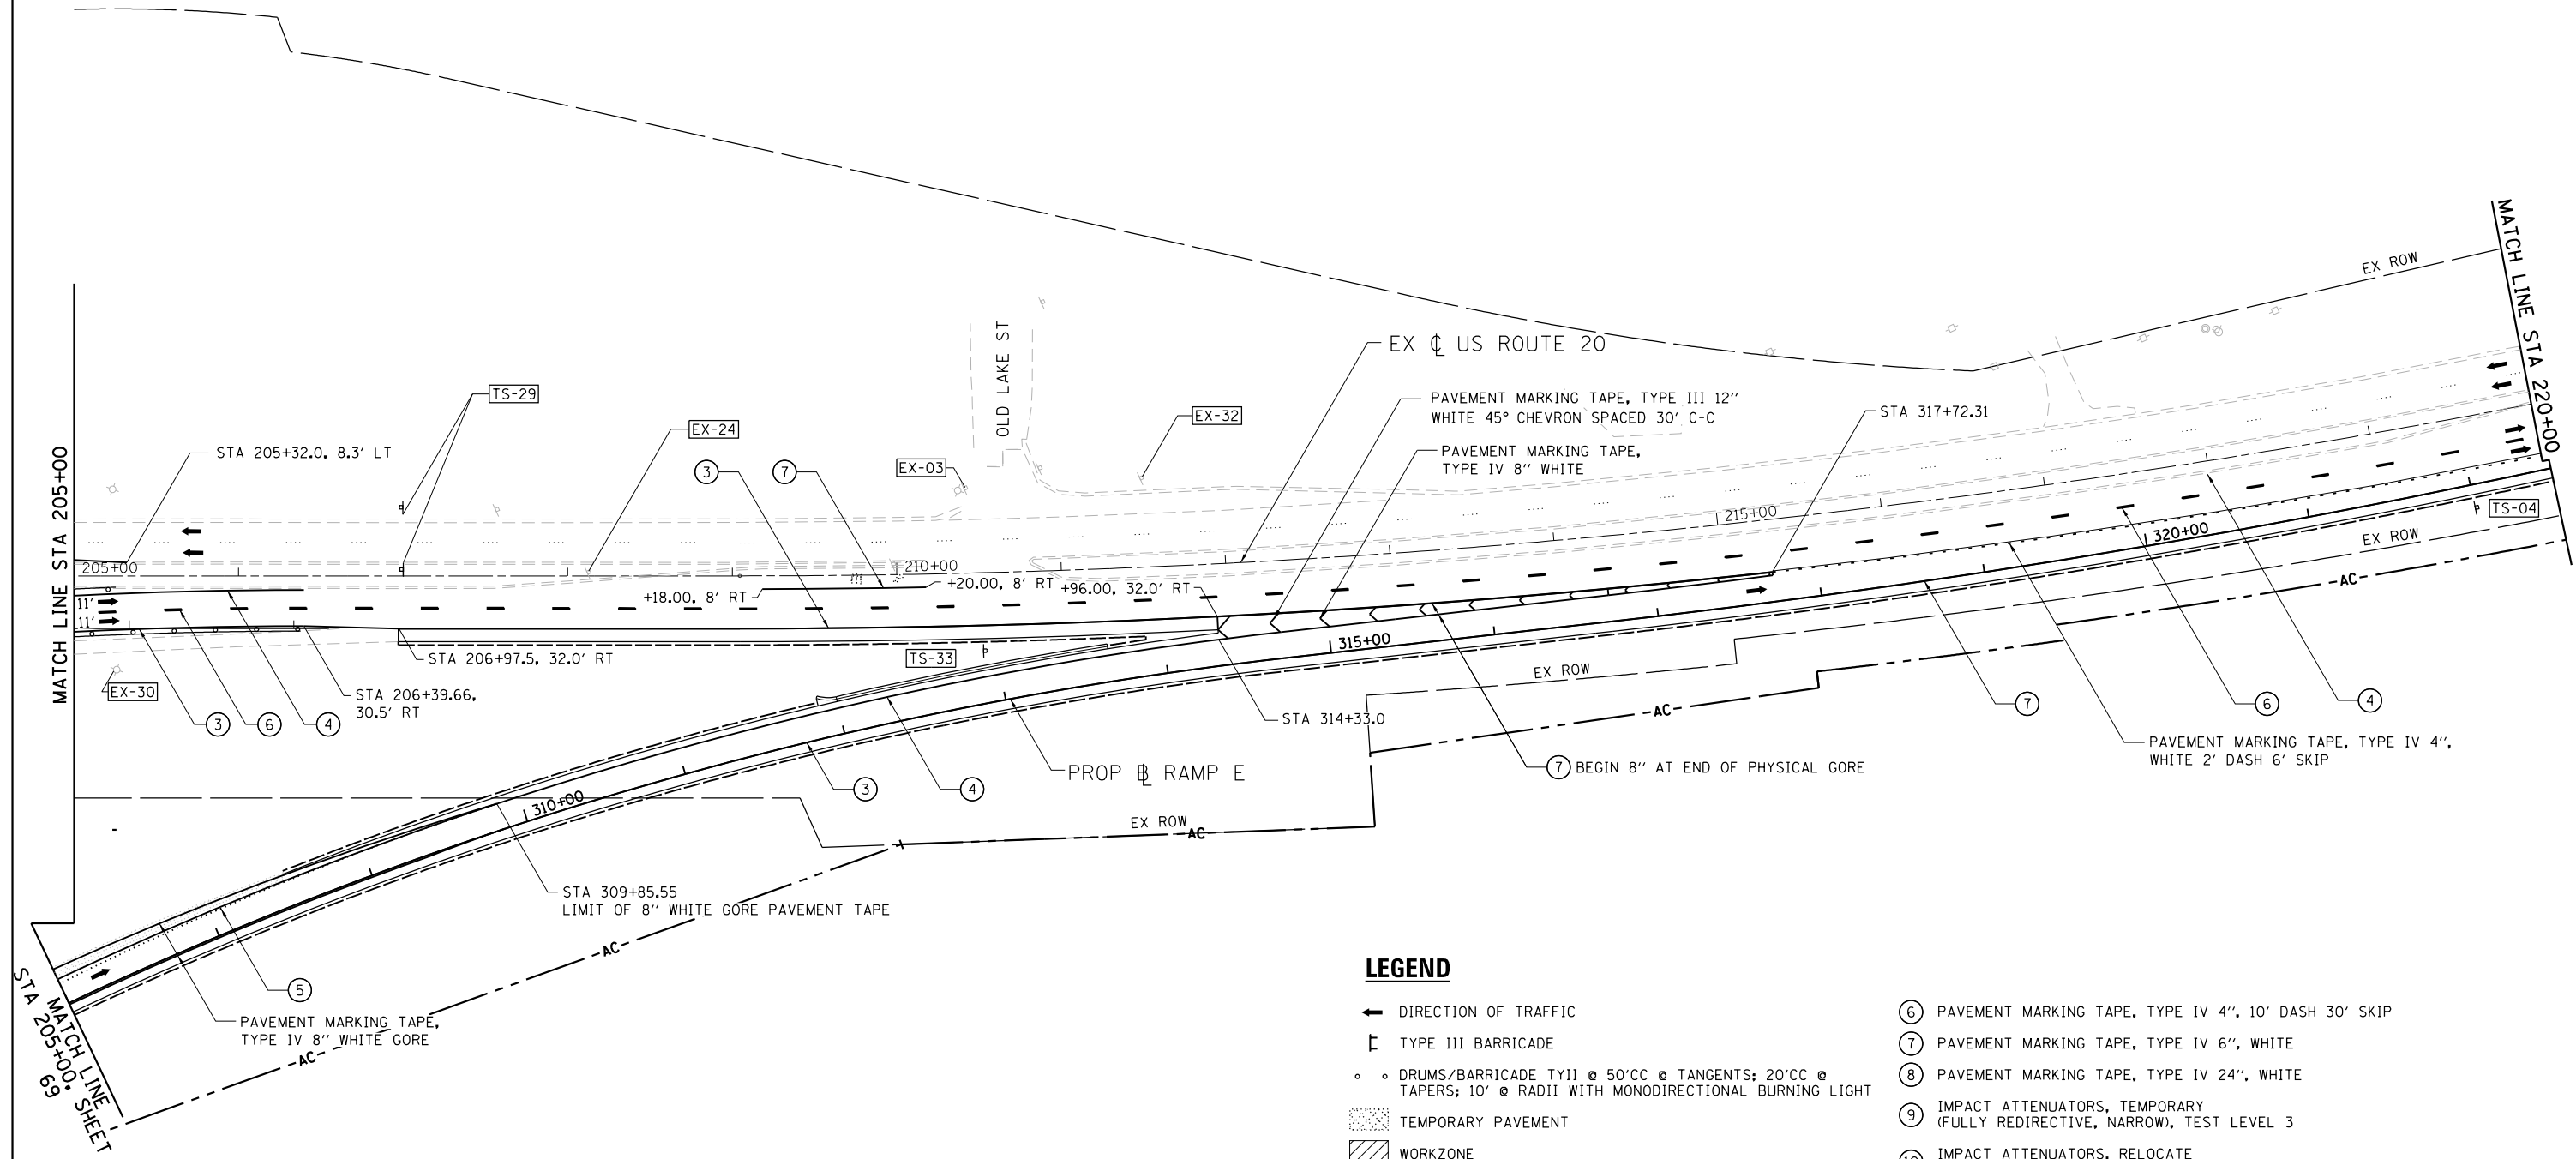 EX ROW
MATCH LINE STA 220+00
EX ℄ US ROUTE 20
OLD LAKE ST
TS-29
PAVEMENT MARKING TAPE, TYPE III 12"
WHITE 45° CHEVRON SPACED 30' C-C
STA 317+72.31
EX-32
EX-24
MATCH LINE STA 205+00
STA 205+32.0, 8.3' LT
PAVEMENT MARKING TAPE,
TYPE IV 8" WHITE
3
7
EX-03
215+00
TS-04
320+00
EX ROW
205+00
210+00
+20.00, 8' RT
+96.00, 32.0' RT
+18.00, 8' RT
AC
11'
11'
315+00
STA 206+97.5, 32.0' RT
TS-33
EX ROW
EX-30
STA 206+39.66,
30.5' RT
3
6
4
STA 314+33.0
AC
7
6
4
PAVEMENT MARKING TAPE, TYPE IV 4",
WHITE 2' DASH 6' SKIP
PROP ℄ RAMP E
7 BEGIN 8" AT END OF PHYSICAL GORE
3
4
310+00
EX ROW
AC
STA 309+85.55
LIMIT OF 8" WHITE GORE PAVEMENT TAPE
AC
5
PAVEMENT MARKING TAPE,
TYPE IV 8" WHITE GORE
AC
MATCH LINE
STA 205+00, SHEET
69
LEGEND
DIRECTION OF TRAFFIC
TYPE III BARRICADE
DRUMS/BARRICADE TYII @ 50'CC @ TANGENTS; 20'CC @
TAPERS; 10' @ RADII WITH MONODIRECTIONAL BURNING LIGHT
TEMPORARY PAVEMENT
WORKZONE
6 PAVEMENT MARKING TAPE, TYPE IV 4", 10' DASH 30' SKIP
7 PAVEMENT MARKING TAPE, TYPE IV 6", WHITE
8 PAVEMENT MARKING TAPE, TYPE IV 24", WHITE
9 IMPACT ATTENUATORS, TEMPORARY
(FULLY REDIRECTIVE, NARROW), TEST LEVEL 3
10 IMPACT ATTENUATORS, RELOCATE